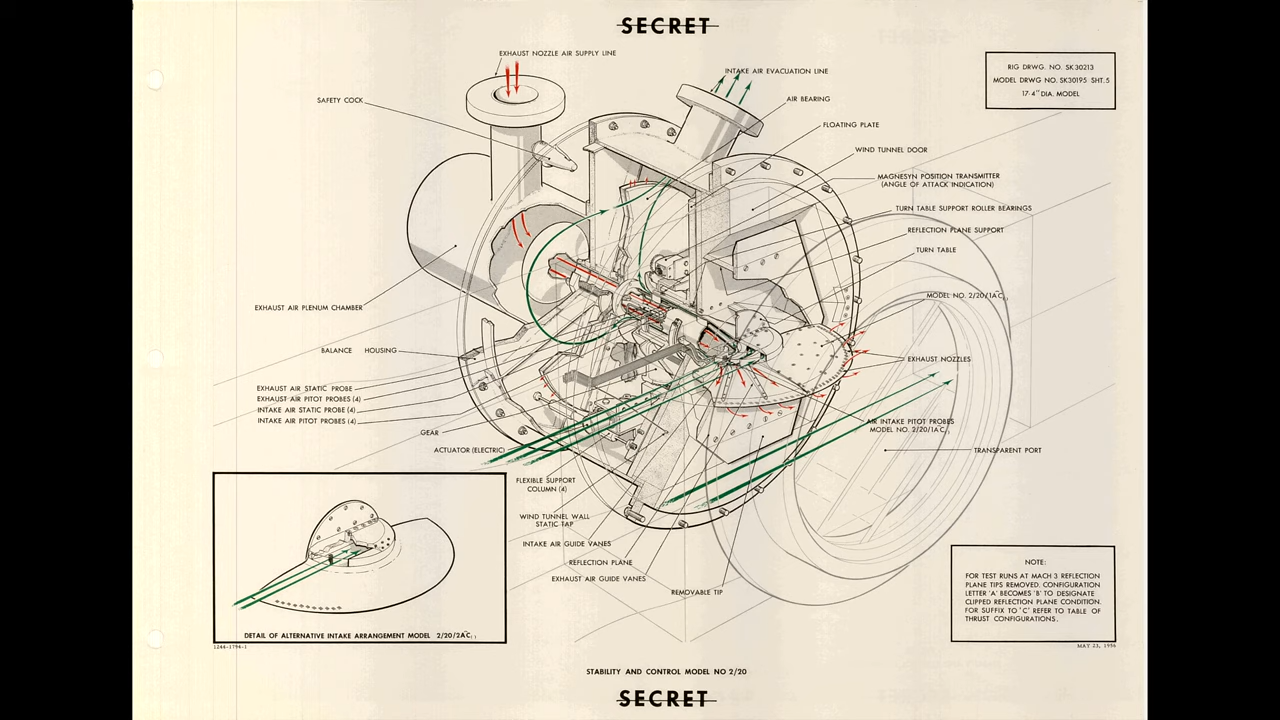 SECRET
EXHAUST NOZZLE AIR SUPPLY LINE
INTAKE AIR EVACUATION LINE
SAFETY COCK
AIR BEARING
FLOATING PLATE
WIND TUNNEL DOOR
MAGNESYN POSITION TRANSMITTER
(ANGLE OF ATTACK INDICATION)
TURN TABLE SUPPORT ROLLER BEARINGS
REFLECTION PLANE SUPPORT
TURN TABLE
MODEL NO. 2/20/1AC
EXHAUST NOZZLES
AIR INTAKE PITOT PROBES
MODEL NO. 2/20/1AC
TRANSPARENT PORT
RIG DRWG. NO. SK30213
MODEL DRWG NO. SK30195 SHT.5
17·4" DIA. MODEL
EXHAUST AIR PLENUM CHAMBER
BALANCE HOUSING
EXHAUST AIR STATIC PROBE
EXHAUST AIR PITOT PROBES (4)
INTAKE AIR STATIC PROBE (4)
INTAKE AIR PITOT PROBES (4)
GEAR
ACTUATOR (ELECTRIC)
FLEXIBLE SUPPORT
COLUMN (4)
WIND TUNNEL WALL
STATIC TAP
INTAKE AIR GUIDE VANES
REFLECTION PLANE
EXHAUST AIR GUIDE VANES
REMOVABLE TIP
DETAIL OF ALTERNATIVE INTAKE ARRANGEMENT MODEL 2/20/2AC
1244-1794-1
NOTE:
FOR TEST RUNS AT MACH 3 REFLECTION
PLANE TIPS REMOVED. CONFIGURATION
LETTER 'A' BECOMES 'B' TO DESIGNATE
CLIPPED REFLECTION PLANE CONDITION.
FOR SUFFIX TO 'C' REFER TO TABLE OF
THRUST CONFIGURATIONS.
MAY 23, 1956
STABILITY AND CONTROL MODEL NO 2/20
SECRET